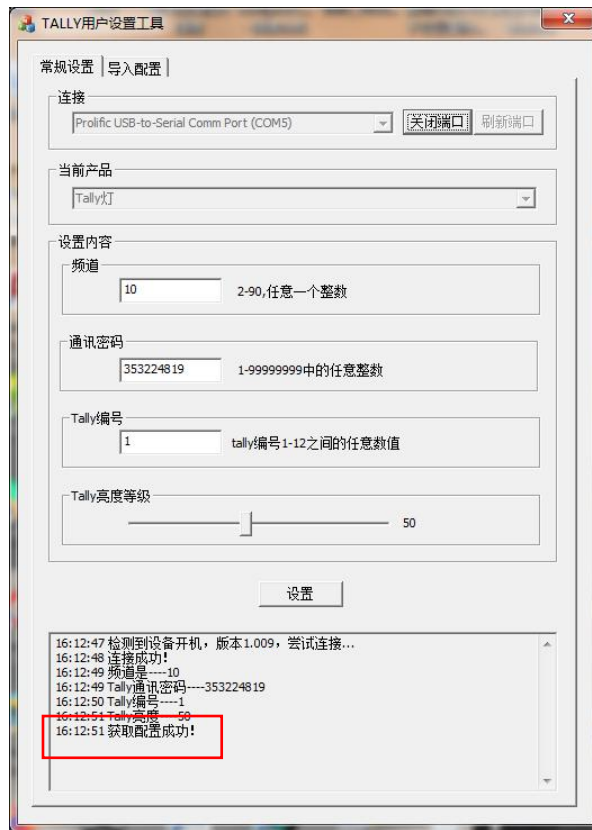 TALLY用户设置工具
常规设置 导入配置
连接
Prolific USB-to-Serial Comm Port (COM5) 关闭端口 刷新端口
当前产品
Tally灯
设置内容
频道
10 2-90,任意一个整数
通讯密码
353224819 1-99999999中的任意整数
Tally编号
1 tally编号1-12之间的任意数值
Tally亮度等级
50
设置
16:12:47 检测到设备开机，版本1.009，尝试连接...
16:12:48 连接成功!
16:12:49 频道是----10
16:12:49 Tally通讯密码----353224819
16:12:50 Tally编号----1
16:12:51 Tally亮度----50
16:12:51 获取配置成功!